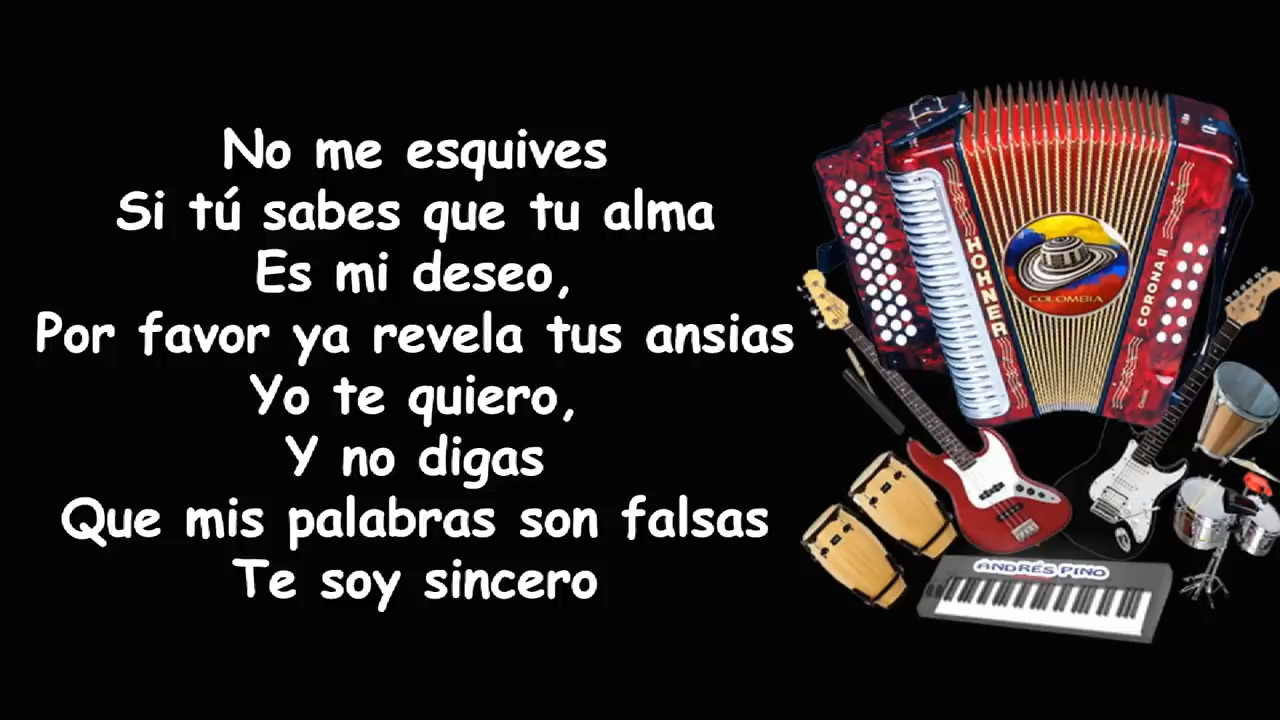 No me esquives
Si tú sabes que tu alma
Es mi deseo,
Por favor ya revela tus ansias
Yo te quiero,
Y no digas
Que mis palabras son falsas
Te soy sincero
HOHNER
COLOMBIA
CORONA II
ANDRÉS PINO